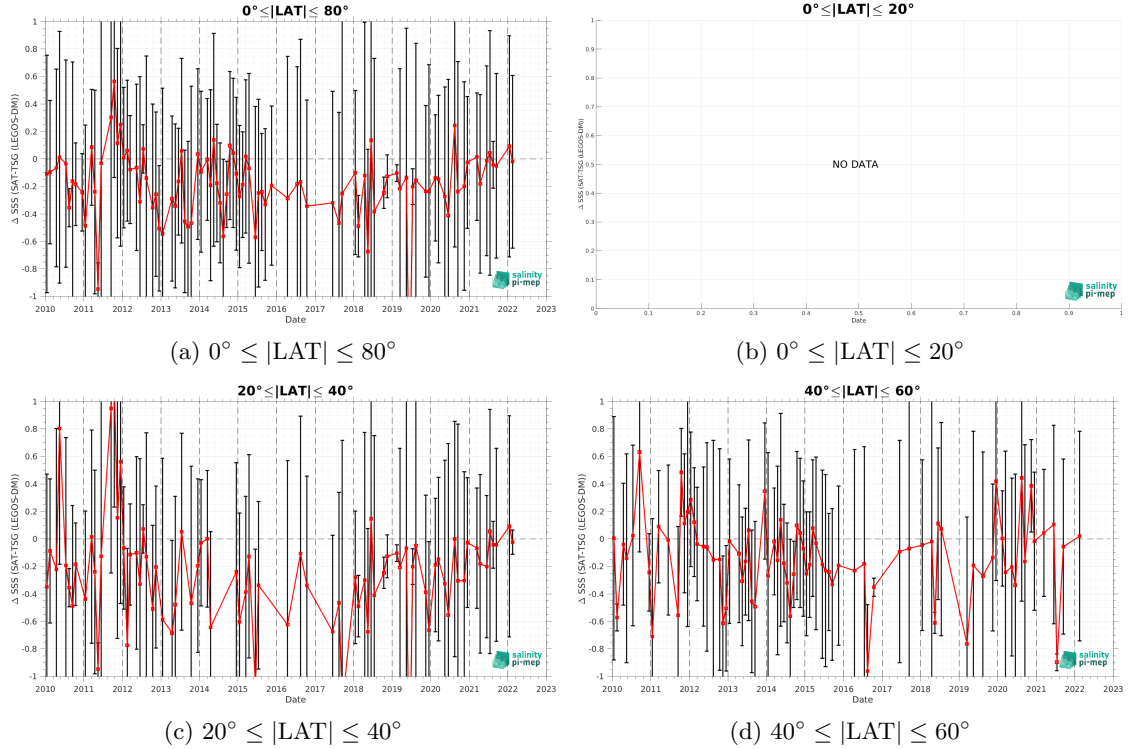 0°≤|LAT|≤ 80°
Δ SSS (SAT-TSG (LEGOS-DM))
1
0.8
0.6
0.4
0.2
0
-0.2
-0.4
-0.6
-0.8
-1
2010 2011 2012 2013 2014 2015 2016 2017 2018 2019 2020 2021 2022 2023
Date
salinity
pi-mep
(a) 0° ≤ |LAT| ≤ 80°
0°≤|LAT|≤ 20°
Δ SSS (SAT-TSG (LEGOS-DM))
1
0.9
0.8
0.7
0.6
0.5
0.4
0.3
0.2
0.1
0
NO DATA
0 0.1 0.2 0.3 0.4 0.5 0.6 0.7 0.8 0.9 1
Date
salinity
pi-mep
(b) 0° ≤ |LAT| ≤ 20°
20°≤|LAT|≤ 40°
Δ SSS (SAT-TSG (LEGOS-DM))
1
0.8
0.6
0.4
0.2
0
-0.2
-0.4
-0.6
-0.8
-1
2010 2011 2012 2013 2014 2015 2016 2017 2018 2019 2020 2021 2022 2023
Date
salinity
pi-mep
(c) 20° ≤ |LAT| ≤ 40°
40°≤|LAT|≤ 60°
Δ SSS (SAT-TSG (LEGOS-DM))
1
0.8
0.6
0.4
0.2
0
-0.2
-0.4
-0.6
-0.8
-1
2010 2011 2012 2013 2014 2015 2016 2017 2018 2019 2020 2021 2022 2023
Date
salinity
pi-mep
(d) 40° ≤ |LAT| ≤ 60°